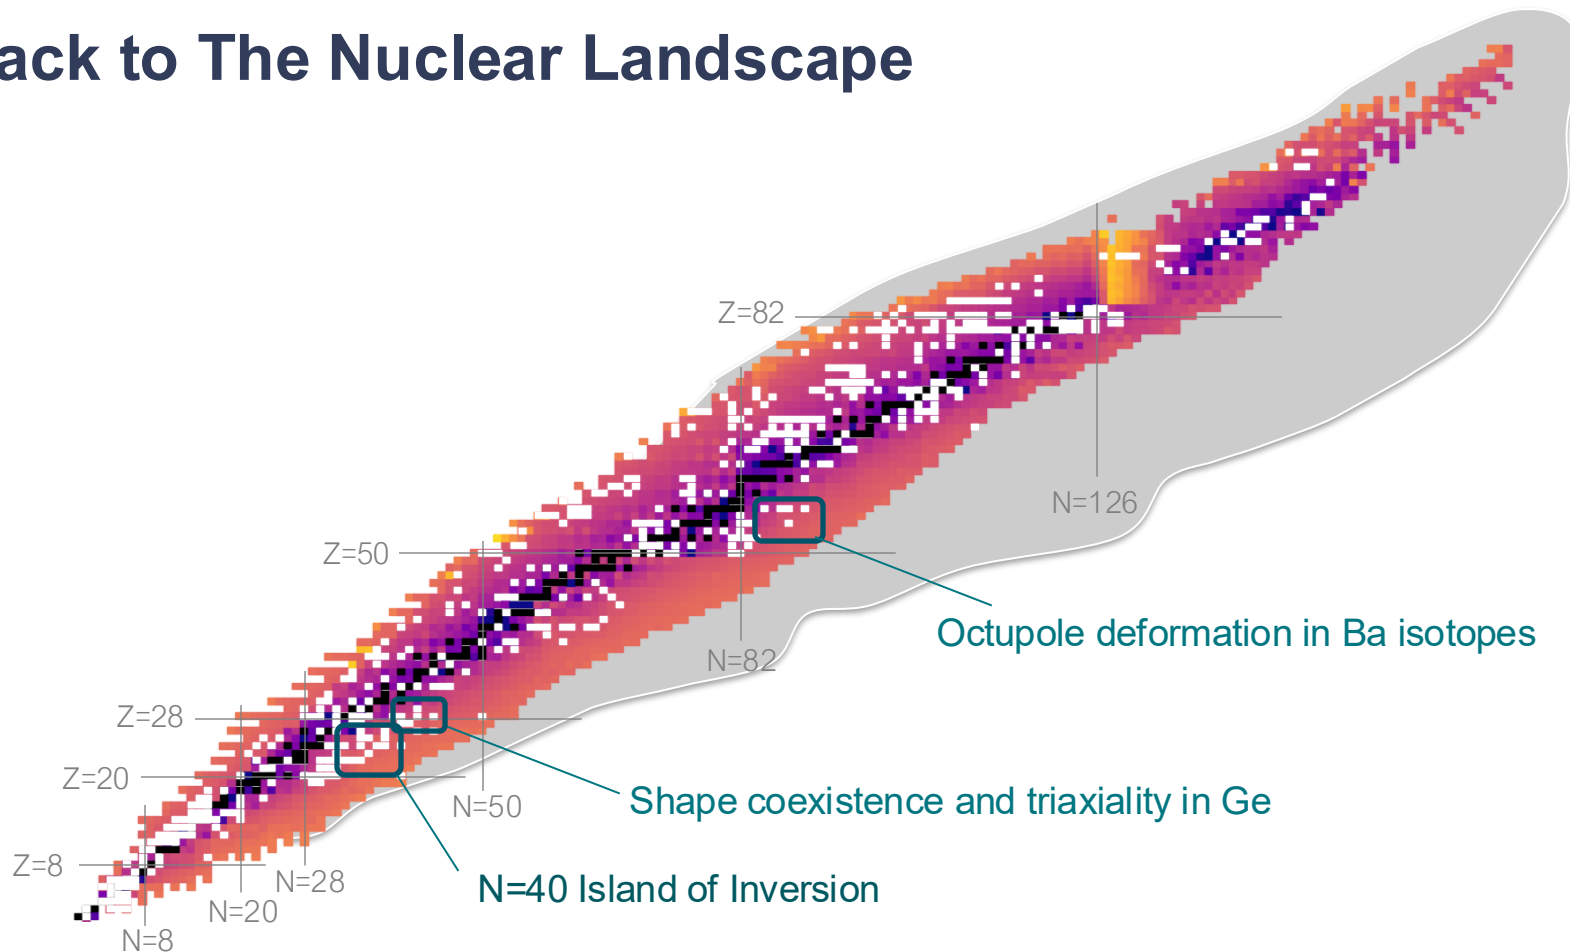 ack to The Nuclear Landscape
Z=82
N=126
Z=50
Octupole deformation in Ba isotopes
N=82
Z=28
Z=20
N=50
Shape coexistence and triaxiality in Ge
Z=8
N=28
N=40 Island of Inversion
N=20
N=8